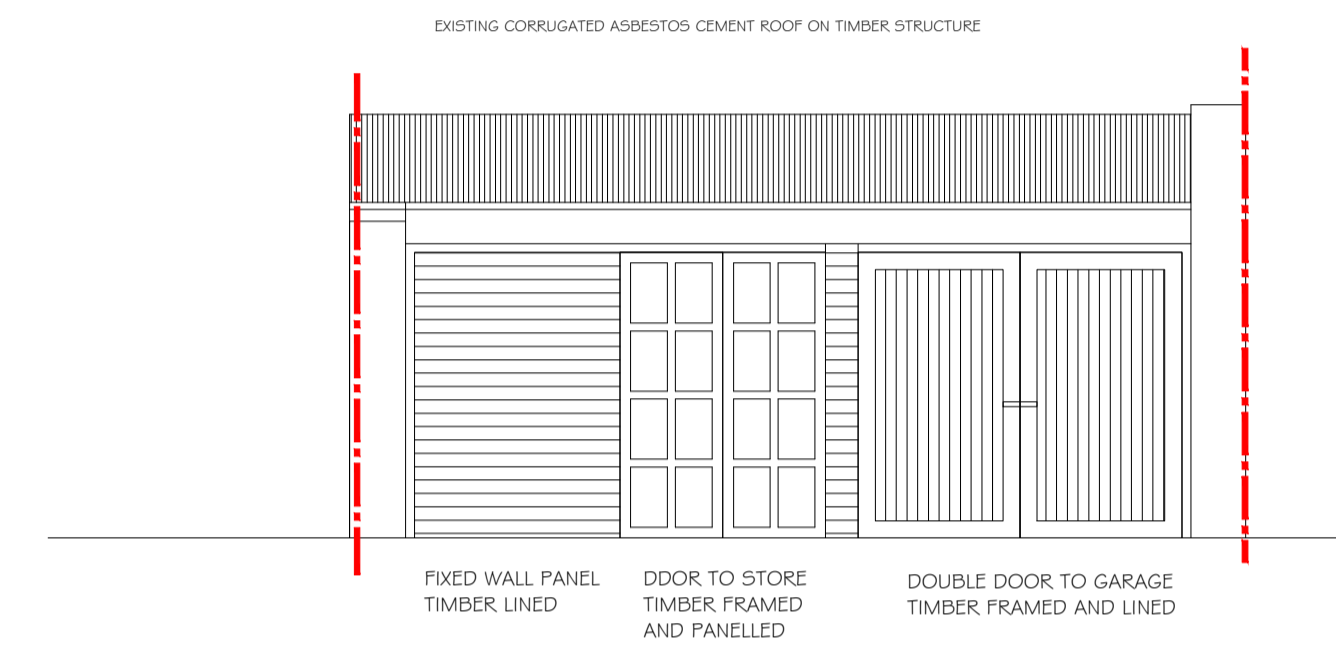 EXISTING CORRUGATED ASBESTOS CEMENT ROOF ON TIMBER STRUCTURE
FIXED WALL PANEL
TIMBER LINED
DDOR TO STORE
TIMBER FRAMED
AND PANELLED
DOUBLE DOOR TO GARAGE
TIMBER FRAMED AND LINED